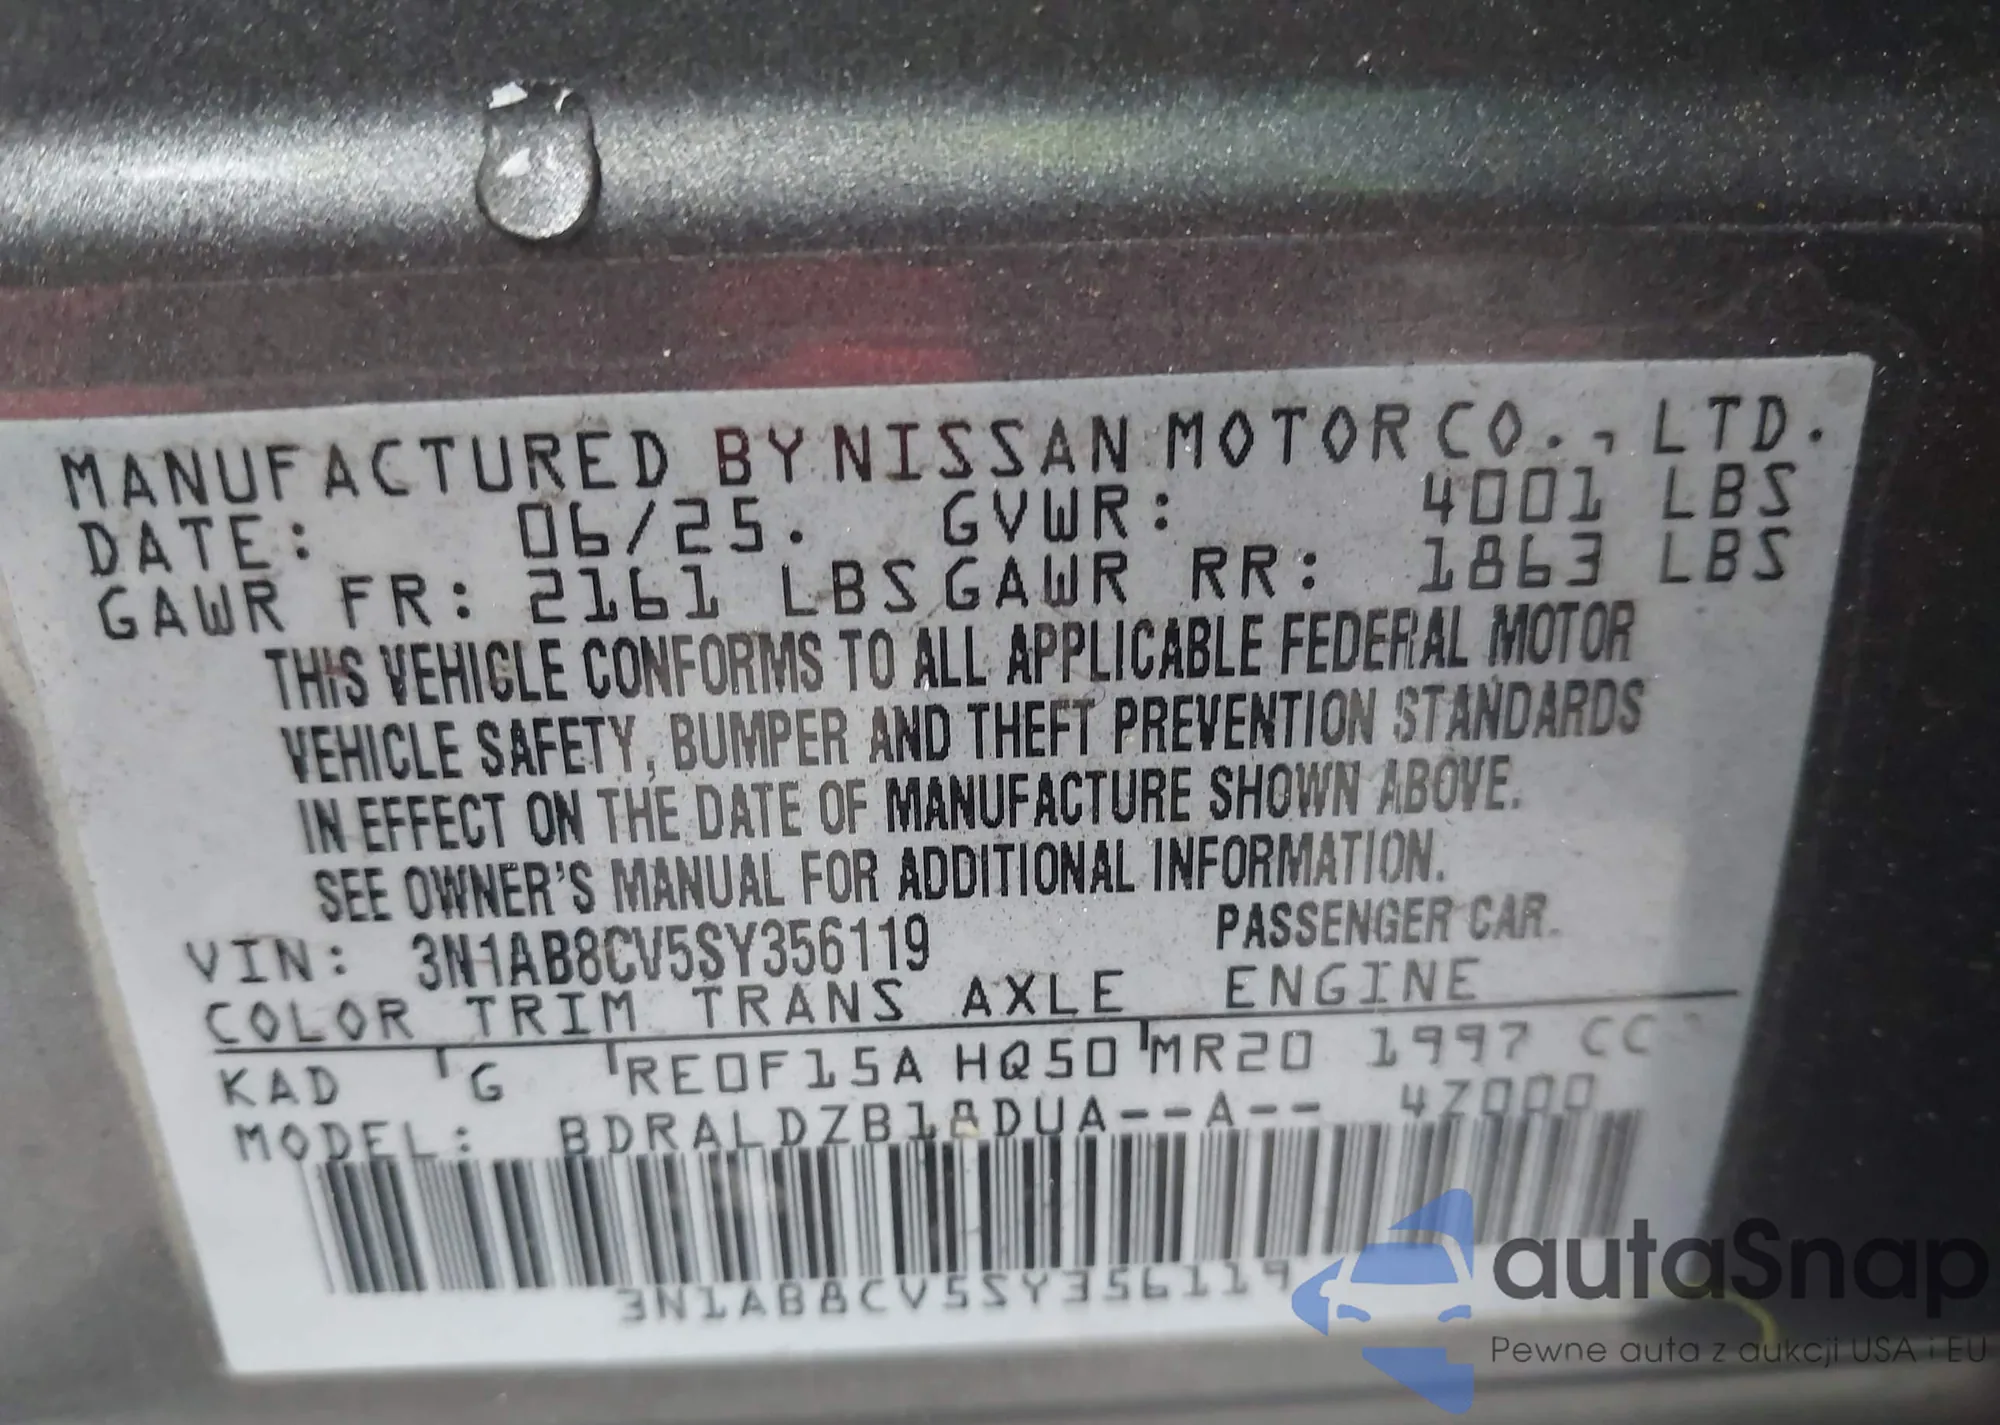 MANUFACTURED BY NISSAN MOTOR CO., LTD.
DATE: 06/25. GVWR: 4001 LBS
GAWR FR: 2161 LBS GAWR RR: 1863 LBS
THIS VEHICLE CONFORMS TO ALL APPLICABLE FEDERAL MOTOR
VEHICLE SAFETY, BUMPER AND THEFT PREVENTION STANDARDS
IN EFFECT ON THE DATE OF MANUFACTURE SHOWN ABOVE.
SEE OWNER'S MANUAL FOR ADDITIONAL INFORMATION.
VIN: 3N1AB8CV5SY356119 PASSENGER CAR.
COLOR TRIM TRANS AXLE ENGINE
KAD G RE0F15A HQ50 MR20 1997 CC
MODEL: BDRALDZB18DUA--A-- 4Z000
3N1AB8CV5SY356119
autaSnap
Pewne auta z aukcji USA i EU